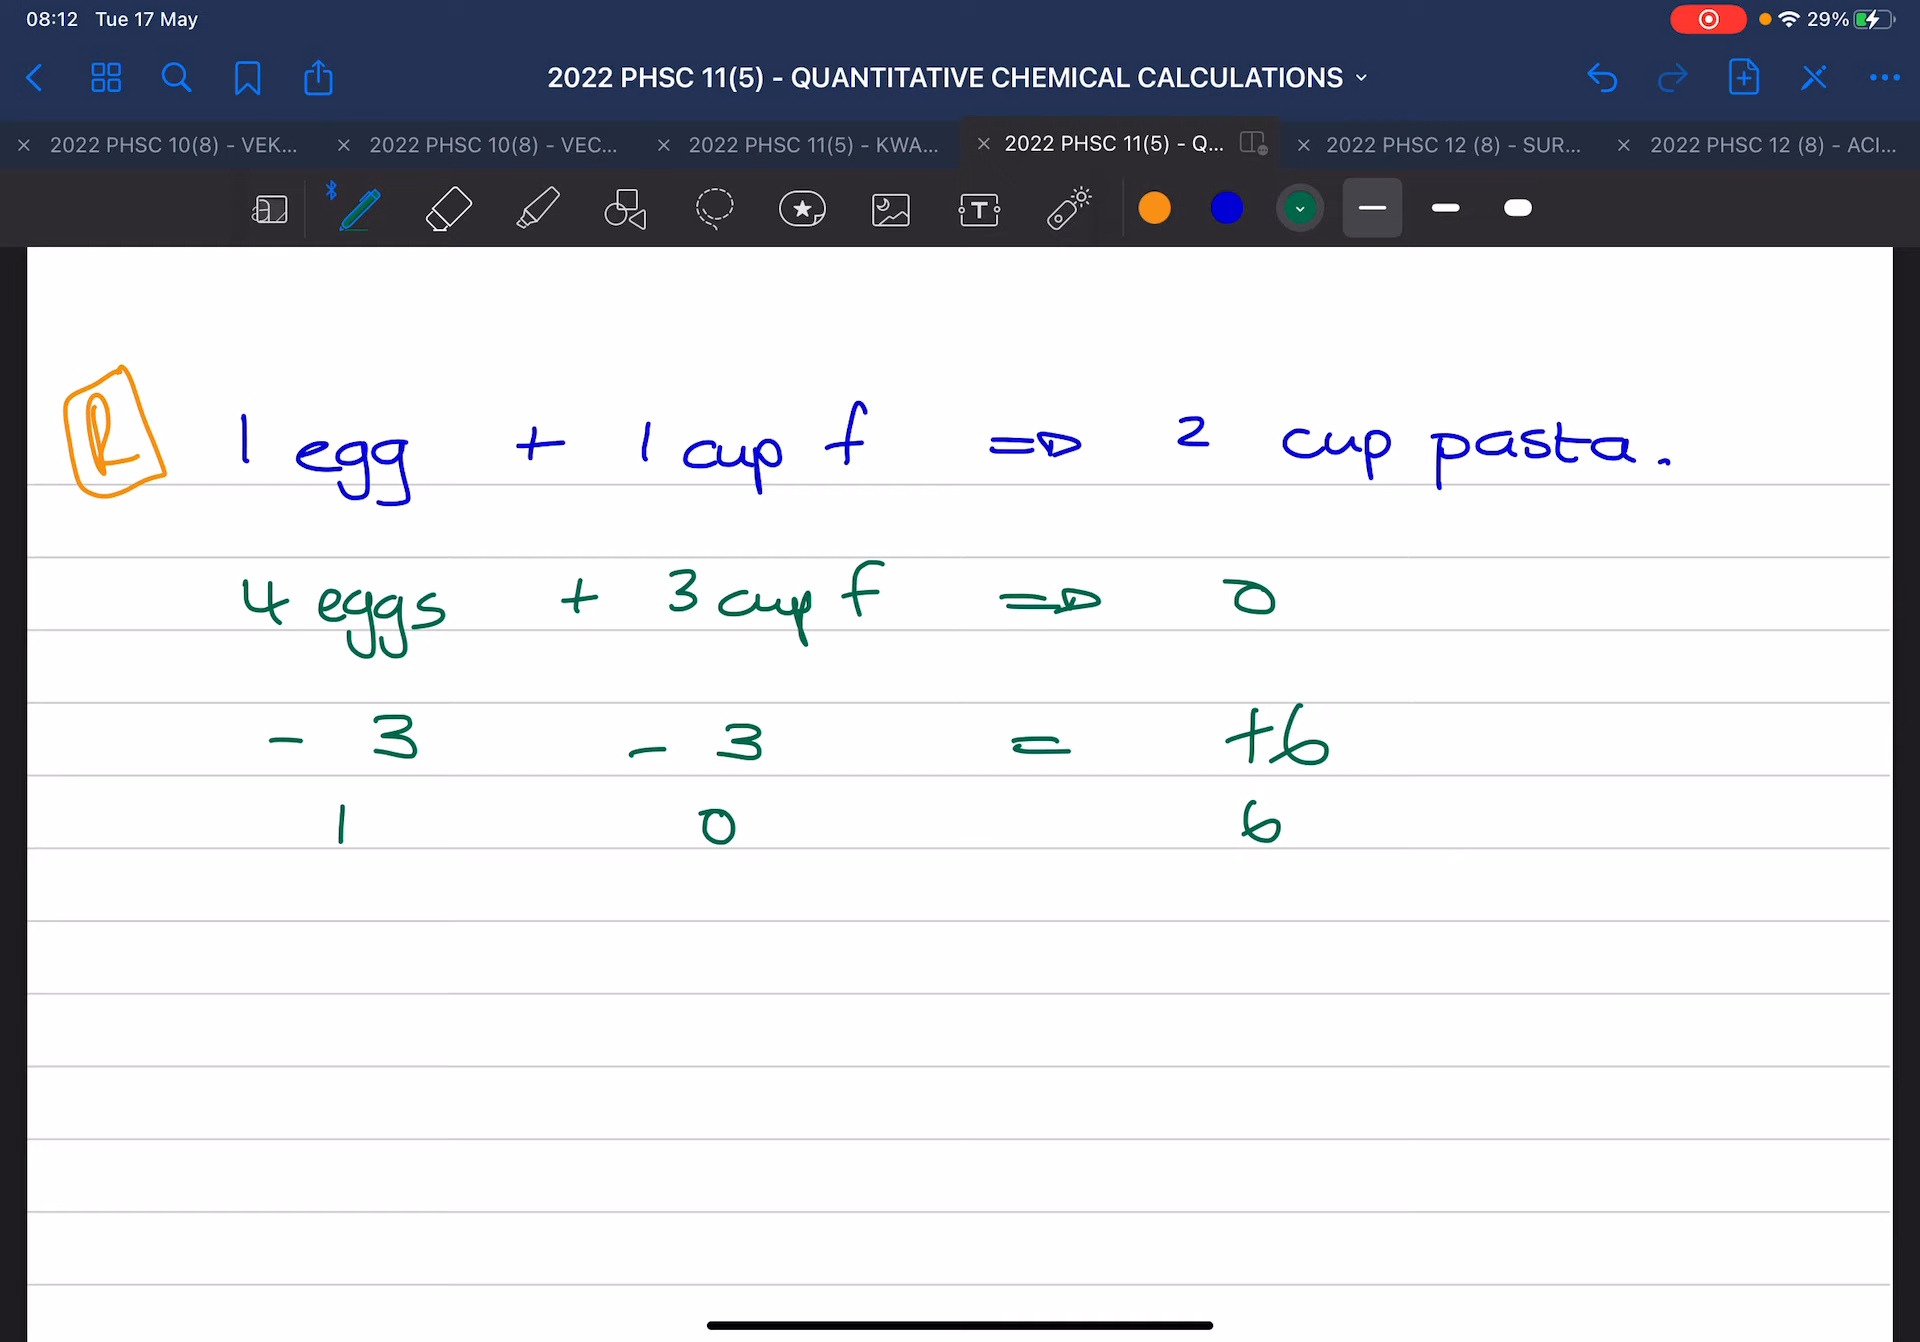 08:12 Tue 17 May 29%
2022 PHSC 11(5) - QUANTITATIVE CHEMICAL CALCULATIONS
2022 PHSC 10(8) - VEK... 2022 PHSC 10(8) - VEC... 2022 PHSC 11(5) - KWA... 2022 PHSC 11(5) - Q... 2022 PHSC 12 (8) - SUR... 2022 PHSC 12 (8) - ACI...
T
R 1 egg + 1 cup f ⇒ 2 cup pasta.
4 eggs + 3 cup f ⇒ 0
- 3 - 3 = +6
1 0 6